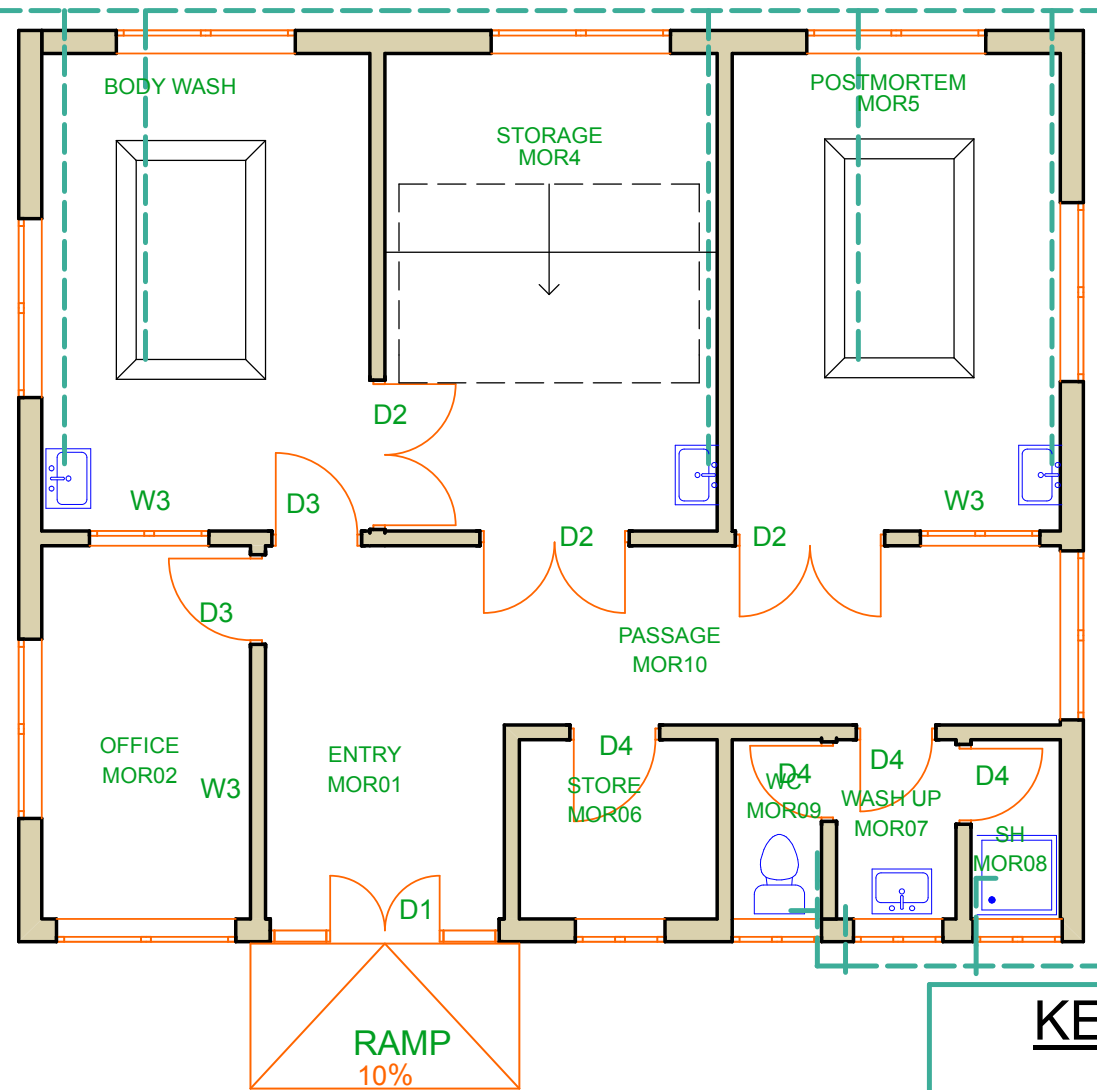 BODY WASH
POSTMORTEM
MOR5
STORAGE
MOR4
D2
W3
D3
W3
D2
D2
D3
PASSAGE
MOR10
OFFICE
MOR02
W3
ENTRY
MOR01
D4
STORE
MOR06
D4
WC
MOR09
D4
WASH UP
MOR07
D4
SH
MOR08
D1
RAMP
10%
KE